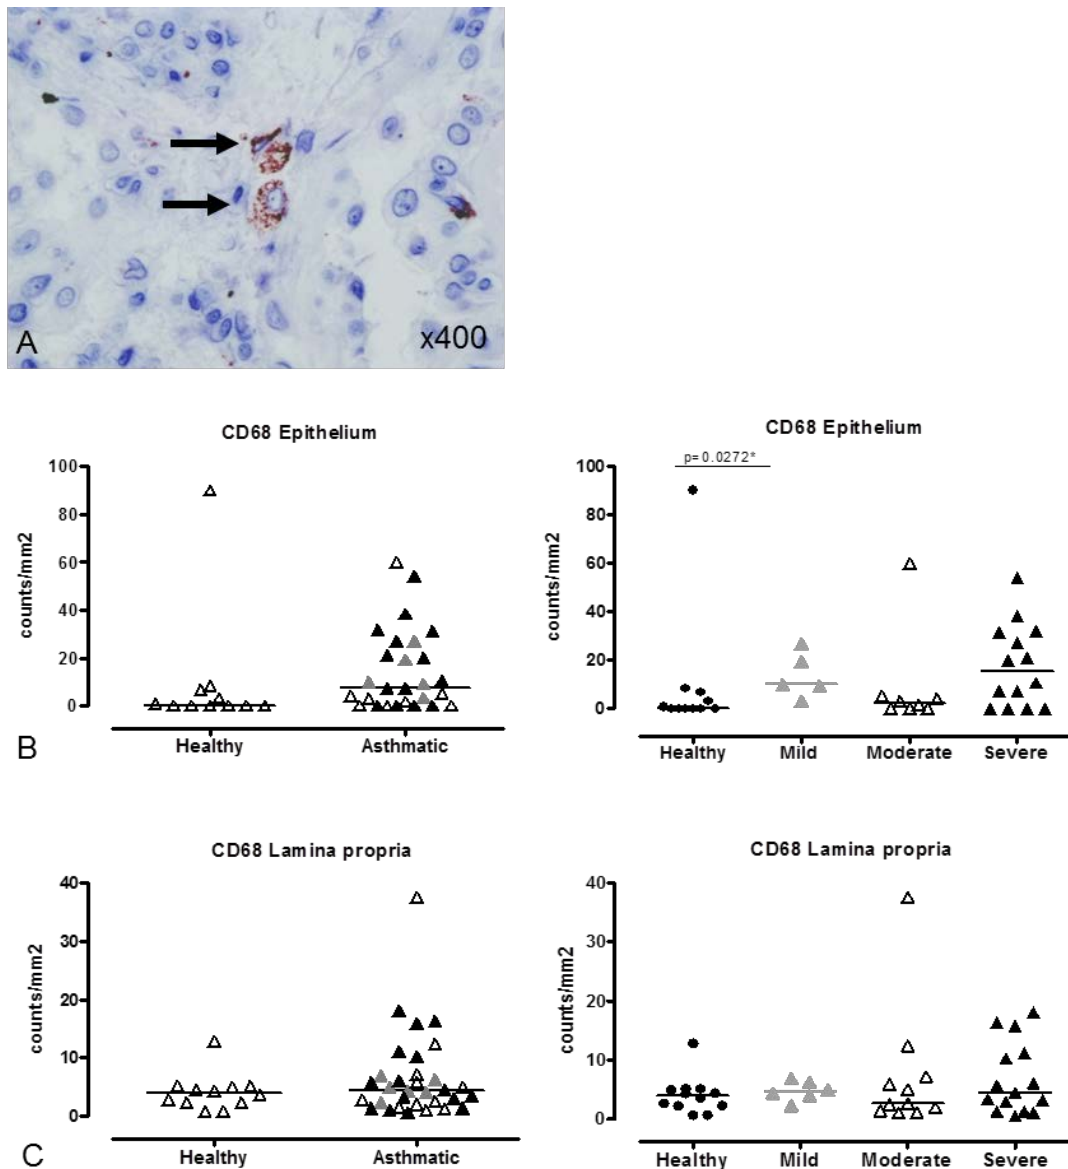 A
x400
CD68 Epithelium
100
80
60
40
20
0
counts/mm2
Healthy
Asthmatic
B
CD68 Epithelium
p=0.0272*
100
80
60
40
20
0
counts/mm2
Healthy
Mild
Moderate
Severe
CD68 Lamina propria
40
30
20
10
0
counts/mm2
Healthy
Asthmatic
C
CD68 Lamina propria
40
30
20
10
0
counts/mm2
Healthy
Mild
Moderate
Severe